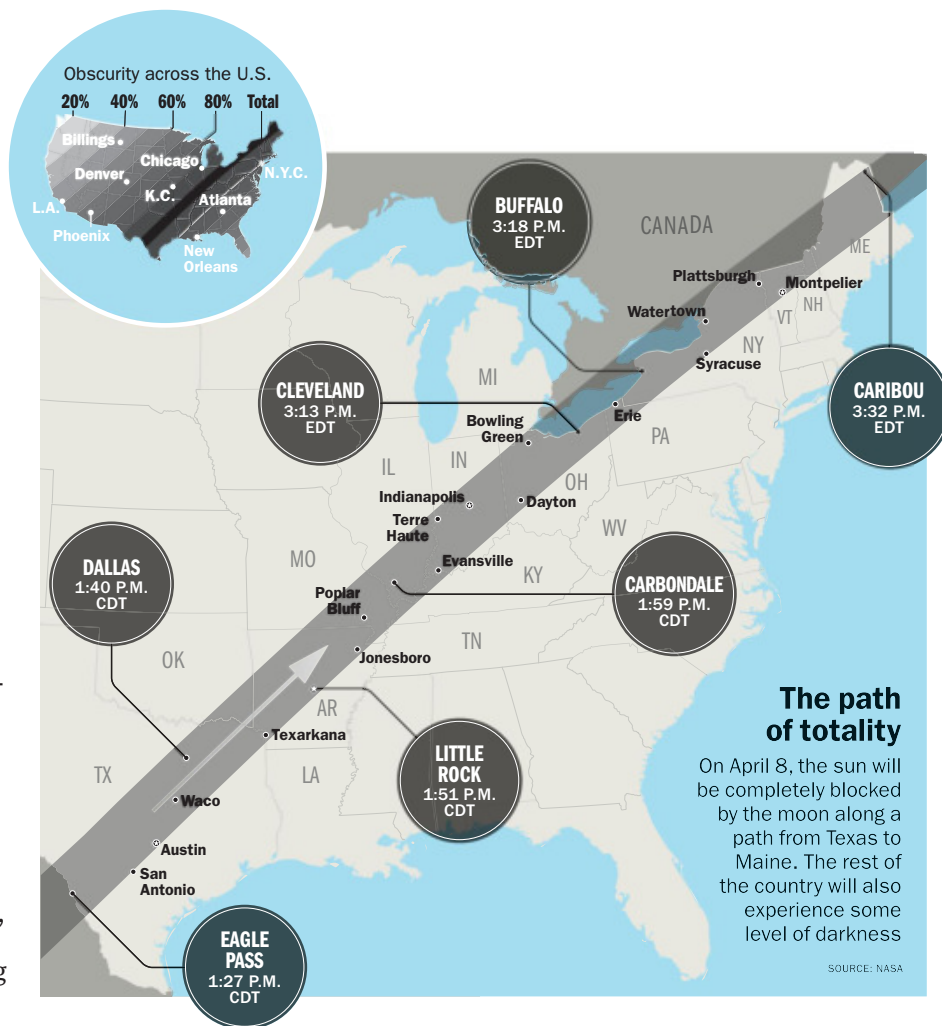 Obscurity across the U.S.
20% 40% 60% 80% Total
Billings
Chicago
Denver
N.Y.C.
K.C.
Atlanta
L.A.
Phoenix
New
Orleans
BUFFALO
3:18 P.M.
EDT
CANADA
ME
Plattsburgh
Montpelier
Watertown
VT
NH
NY
Syracuse
CLEVELAND
3:13 P.M.
EDT
MI
CARIBOU
3:32 P.M.
EDT
Bowling
Green
Erie
PA
IL
IN
OH
Indianapolis
Dayton
Terre
Haute
WV
MO
Evansville
KY
DALLAS
1:40 P.M.
CDT
CARBONDALE
1:59 P.M.
CDT
Poplar
Bluff
TN
Jonesboro
OK
AR
Texarkana
LITTLE
ROCK
1:51 P.M.
CDT
TX
LA
Waco
Austin
San
Antonio
EAGLE
PASS
1:27 P.M.
CDT
The path
of totality
On April 8, the sun will
be completely blocked
by the moon along a
path from Texas to
Maine. The rest of
the country will also
experience some
level of darkness
SOURCE: NASA